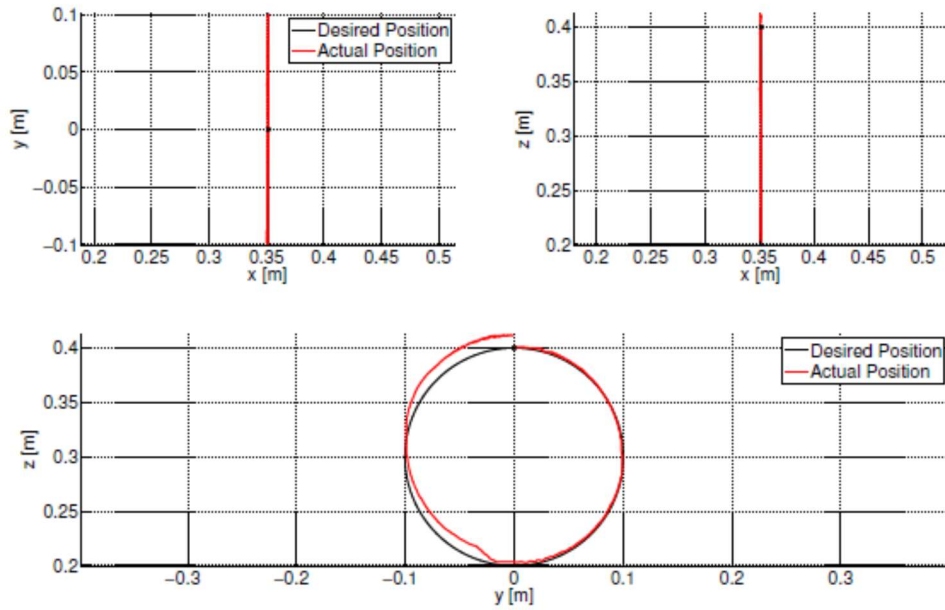 0.1
Desired Position
Actual Position
0.05
0
−0.05
−0.1
y [m]
0.2 0.25 0.3 0.35 0.4 0.45 0.5
x [m]
0.4
0.35
0.3
0.25
0.2
z [m]
0.2 0.25 0.3 0.35 0.4 0.45 0.5
x [m]
0.4
0.35
0.3
0.25
0.2
z [m]
Desired Position
Actual Position
−0.3 −0.2 −0.1 0 0.1 0.2 0.3
y [m]